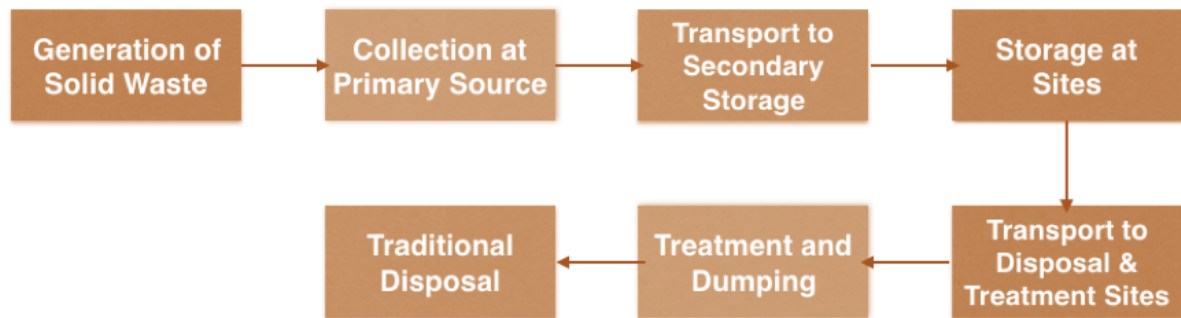 Generation of
Solid Waste
Collection at
Primary Source
Transport to
Secondary
Storage
Storage at
Sites
Transport to
Disposal &
Treatment Sites
Treatment and
Dumping
Traditional
Disposal